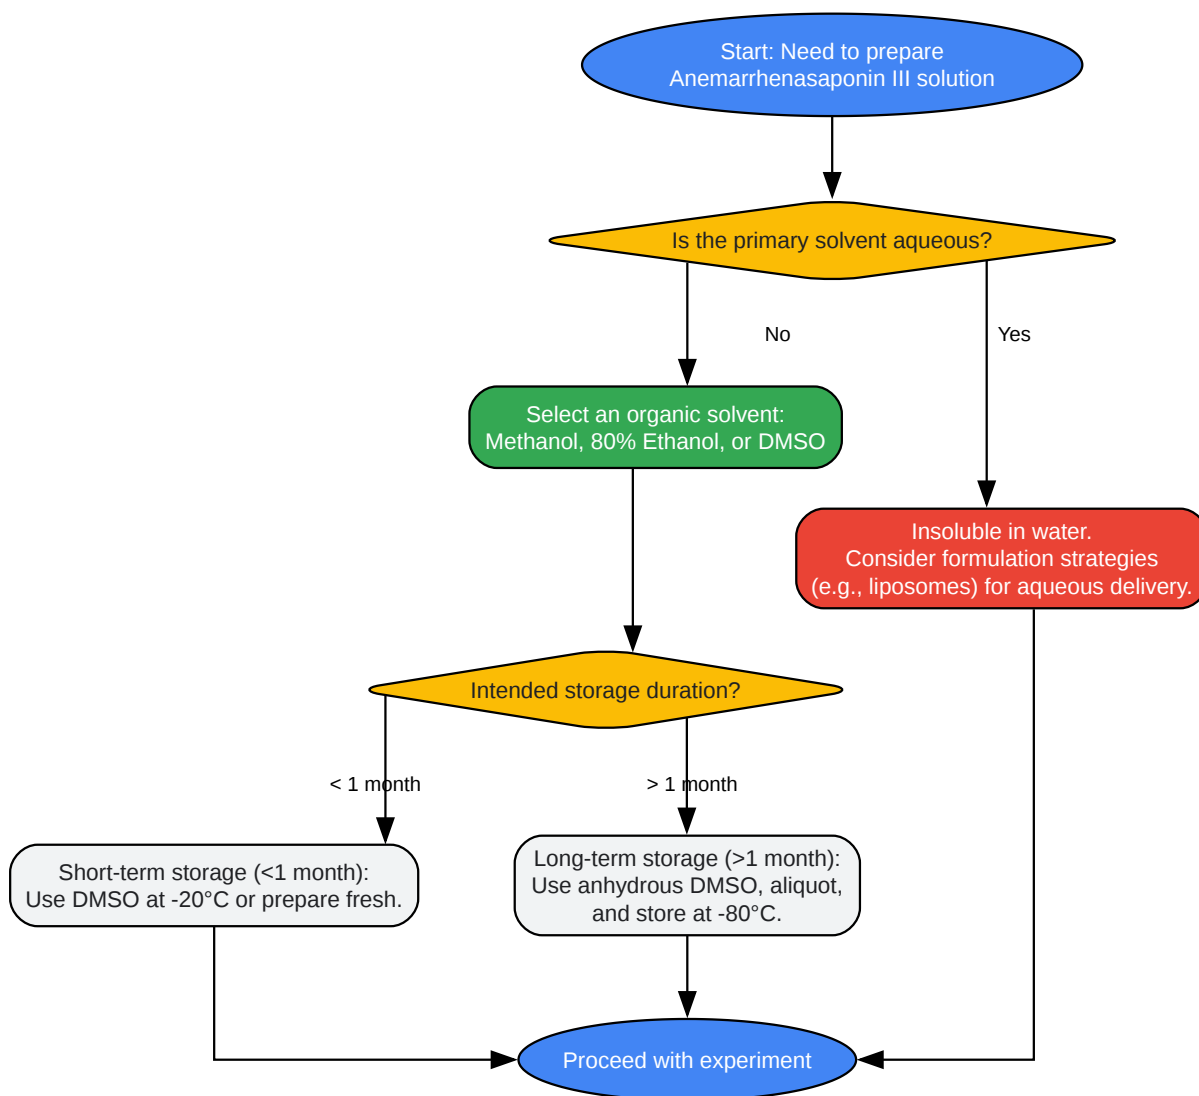 Start: Need to prepare
Anemarrhenasaponin III solution
Is the primary solvent aqueous?
No
Yes
Select an organic solvent:
Methanol, 80% Ethanol, or DMSO
Insoluble in water.
Consider formulation strategies
(e.g., liposomes) for aqueous delivery.
Intended storage duration?
< 1 month
> 1 month
Short-term storage (<1 month):
Use DMSO at -20°C or prepare fresh.
Long-term storage (>1 month):
Use anhydrous DMSO, aliquot,
and store at -80°C.
Proceed with experiment